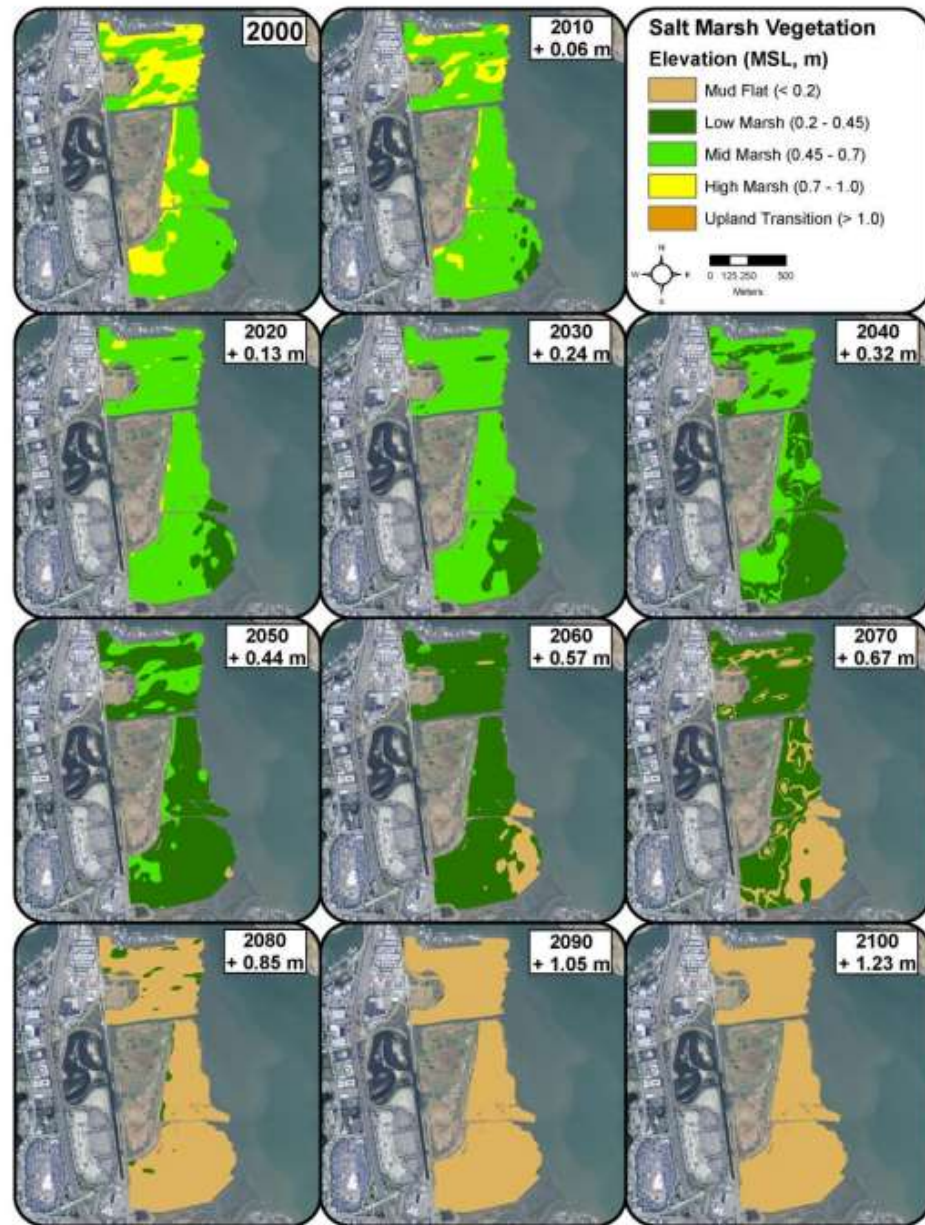 2000
2010
+ 0.06 m
Salt Marsh Vegetation
Elevation (MSL, m)
Mud Flat (< 0.2)
Low Marsh (0.2 - 0.45)
Mid Marsh (0.45 - 0.7)
High Marsh (0.7 - 1.0)
Upland Transition (> 1.0)
N
W E
S
0 125 250 500
Meters
2020
+ 0.13 m
2030
+ 0.24 m
2040
+ 0.32 m
2050
+ 0.44 m
2060
+ 0.57 m
2070
+ 0.67 m
2080
+ 0.85 m
2090
+ 1.05 m
2100
+ 1.23 m